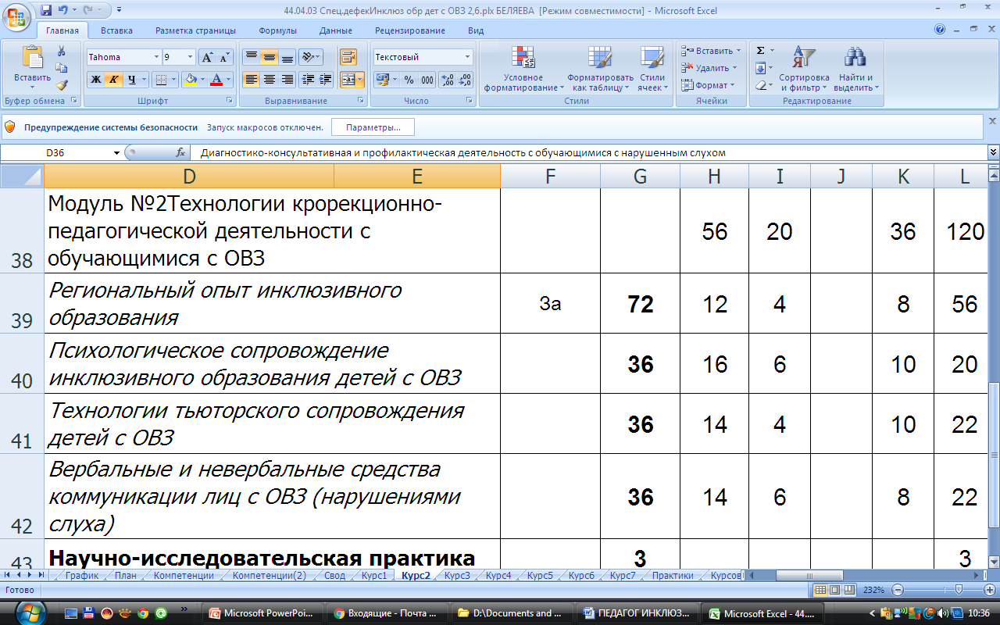 44.04.03 Спец.дефекИнклюз обр дет с ОВЗ 2,6.plx БЕЛЯЕВА [Режим совместимости] - Microsoft Excel
Главная Вставка Разметка страницы Формулы Данные Рецензирование Вид
Вставить
Буфер обмена
Tahoma 9
Ж К Ч
Шрифт
Выравнивание
Текстовый
% 000
Число
Условное форматирование
Форматировать как таблицу
Стили ячеек
Стили
Вставить
Удалить
Формат
Ячейки
Сортировка и фильтр
Найти и выделить
Редактирование
Предупреждение системы безопасности Запуск макросов отключен. Параметры...
D36 fx Диагностико-консультативная и профилактическая деятельность с обучающимися с нарушенным слухом
D E F G H I J K L
Модуль №2Технологии крорекционно-
педагогической деятельности с
38 обучающимися с ОВЗ 56 20 36 120
Региональный опыт инклюзивного
39 образования За 72 12 4 8 56
Психологическое сопровождение
40 инклюзивного образования детей с ОВЗ 36 16 6 10 20
Технологии тьюторского сопровождения
41 детей с ОВЗ 36 14 4 10 22
Вербальные и невербальные средства
коммуникации лиц с ОВЗ (нарушениями
42 слуха) 36 14 6 8 22
43 Научно-исследовательская практика 3 3
График План Компетенции Компетенции(2) Свод Курс1 Курс2 Курс3 Курс4 Курс5 Курс6 Курс7 Практики Курсов
Готово 232%
Microsoft PowerPoi... Входящие - Почта ... D:\Documents and ... ПЕДАГОГ ИНКЛЮЗ... Microsoft Excel - 44.... 10:36